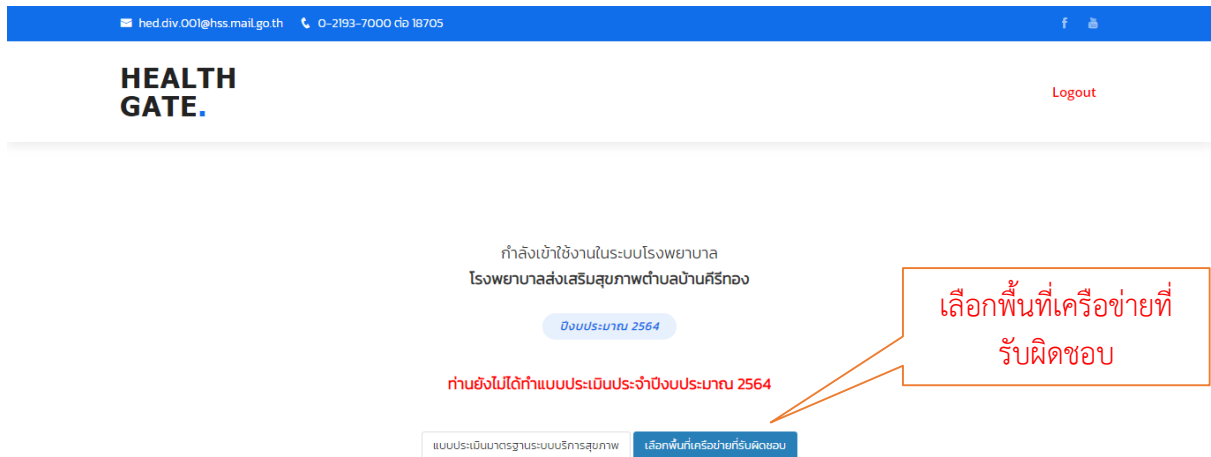 hed.div.001@hss.mail.go.th 0-2193-7000 ต่อ 18705
HEALTH
GATE.
Logout
กำลังเข้าใช้งานในระบบโรงพยาบาล
โรงพยาบาลส่งเสริมสุขภาพตำบลบ้านคีรีทอง
ปีงบประมาณ 2564
ท่านยังไม่ได้ทำแบบประเมินประจำปีงบประมาณ 2564
เลือกพื้นที่เครือข่ายที่
รับผิดชอบ
แบบประเมินมาตรฐานระบบบริการสุขภาพ เลือกพื้นที่เครือข่ายที่รับผิดชอบ